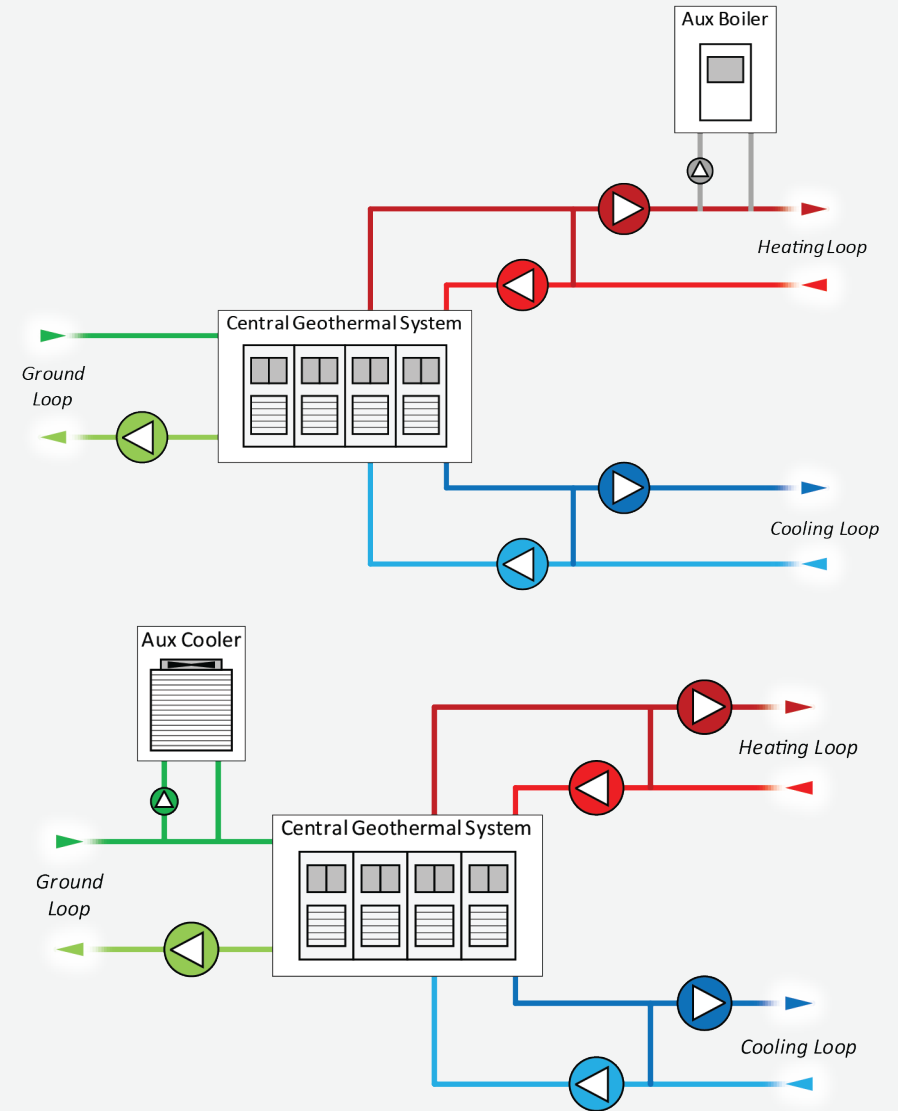 Aux Boiler
Heating Loop
Central Geothermal System
Ground
Loop
Cooling Loop
Aux Cooler
Heating Loop
Central Geothermal System
Ground
Loop
Cooling Loop